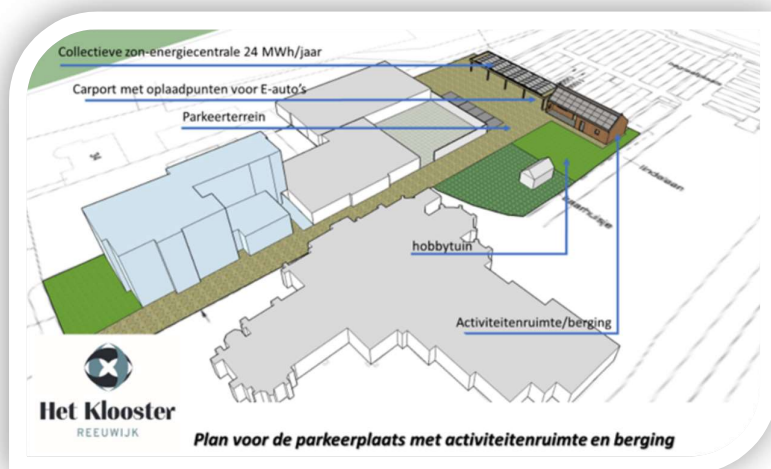 Collectieve zon-energiecentrale 24 MWh/jaar
Carport met oplaadpunten voor E-auto's
Parkeerterrein
lindelaan
hobbytuin
Activiteitenruimte/berging
Het Klooster
REEUWIJK
Plan voor de parkeerplaats met activiteitenruimte en berging